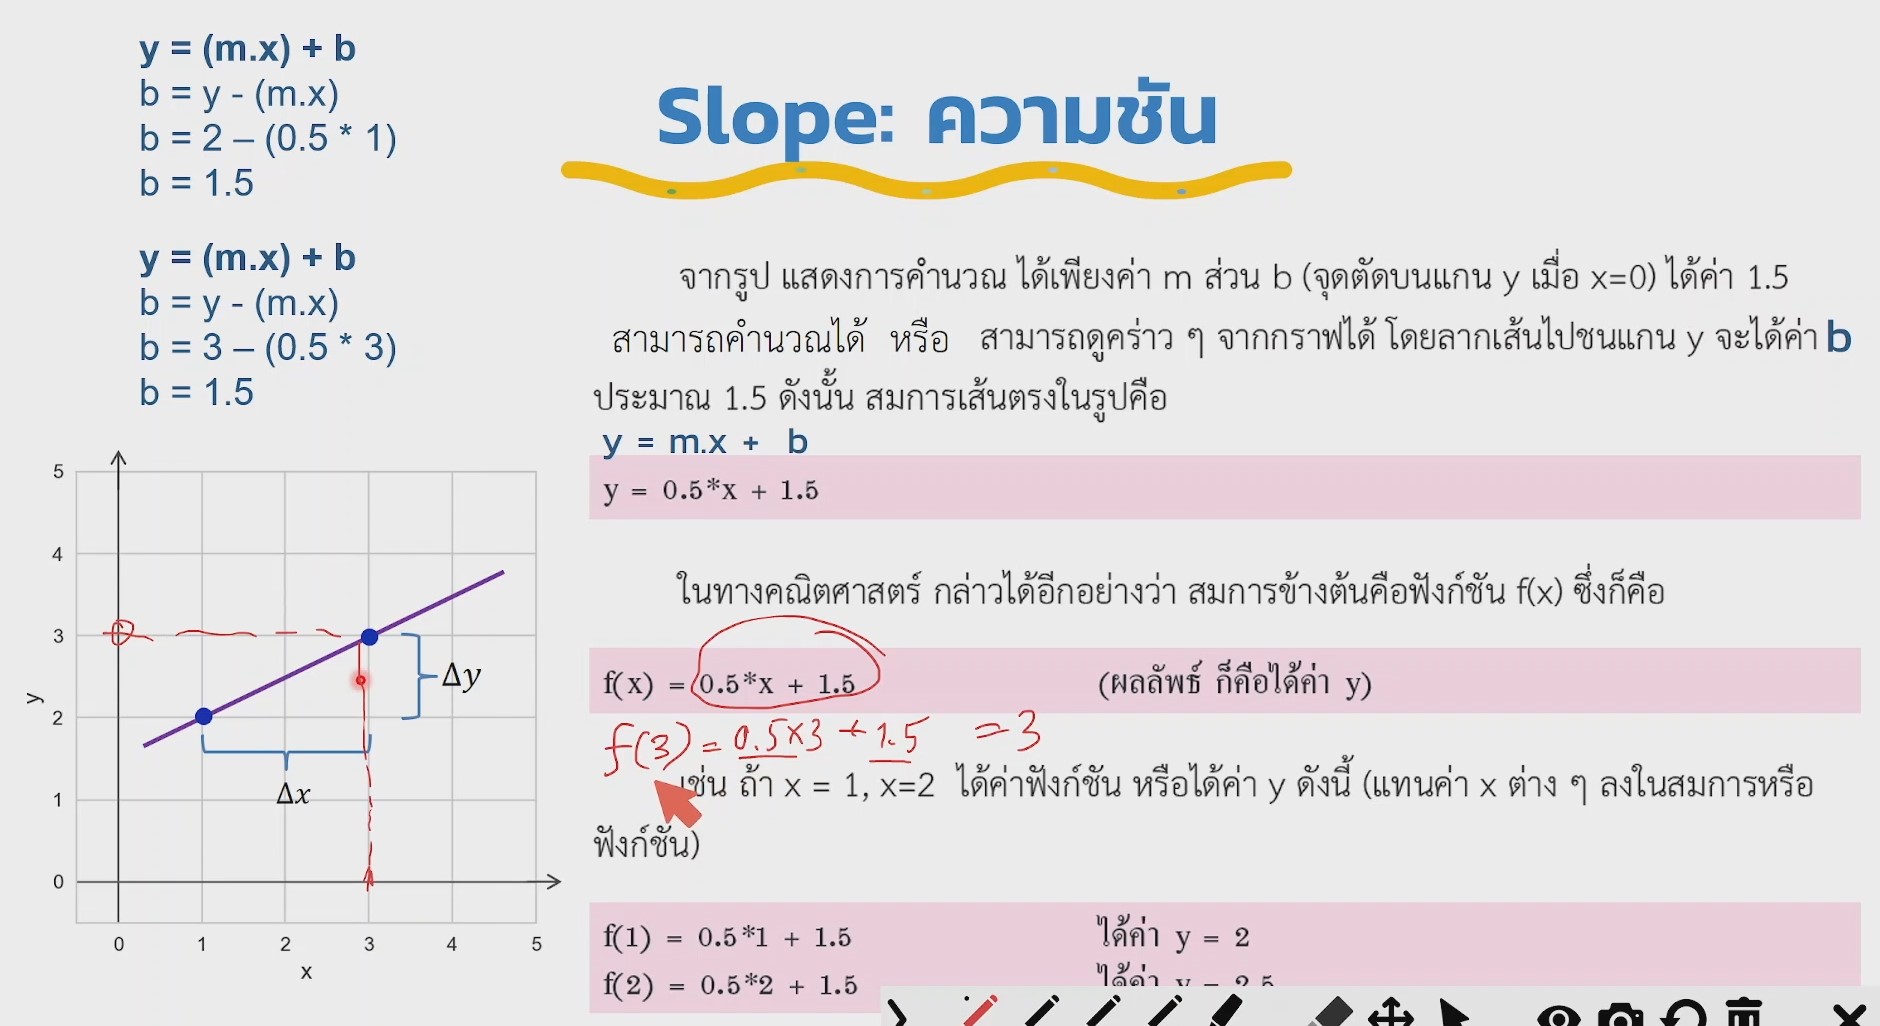 y = (m.x) + b
b = y - (m.x)
b = 2 – (0.5 * 1)
b = 1.5
y = (m.x) + b
b = y - (m.x)
b = 3 – (0.5 * 3)
b = 1.5
Slope: ความชัน
จากรูป แสดงการคำนวณ ได้เพียงค่า m ส่วน b (จุดตัดบนแกน y เมื่อ x=0) ได้ค่า 1.5
สามารถคำนวณได้ หรือ สามารถดูคร่าว ๆ จากกราฟได้ โดยลากเส้นไปชนแกน y จะได้ค่า b
ประมาณ 1.5 ดังนั้น สมการเส้นตรงในรูปคือ
y = m.x + b
y = 0.5*x + 1.5
ในทางคณิตศาสตร์ กล่าวได้อีกอย่างว่า สมการข้างต้นคือฟังก์ชัน f(x) ซึ่งก็คือ
f(x) = 0.5*x + 1.5 (ผลลัพธ์ ก็คือได้ค่า y)
f(3) = 0.5x3 + 1.5 = 3
เช่น ถ้า x = 1, x=2 ได้ค่าฟังก์ชัน หรือได้ค่า y ดังนี้ (แทนค่า x ต่าง ๆ ลงในสมการหรือ
ฟังก์ชัน)
f(1) = 0.5*1 + 1.5 ได้ค่า y = 2
f(2) = 0.5*2 + 1.5 ได้ค่า y = 2.5
5
4
3
2
1
0
y
Δy
Δx
0 1 2 3 4 5
x